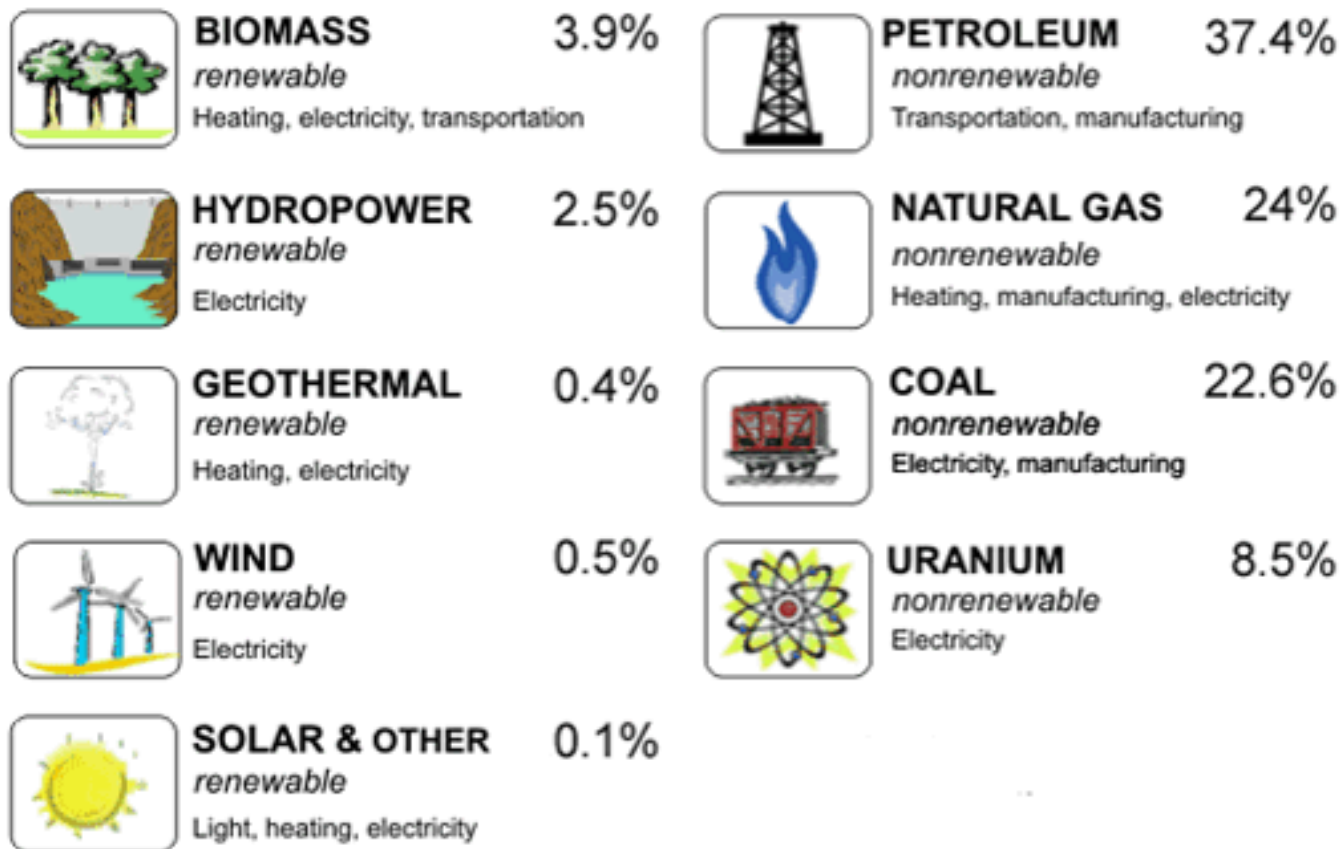 BIOMASS 3.9%
renewable
Heating, electricity, transportation
HYDROPOWER 2.5%
renewable
Electricity
GEOTHERMAL 0.4%
renewable
Heating, electricity
WIND 0.5%
renewable
Electricity
SOLAR & OTHER 0.1%
renewable
Light, heating, electricity
PETROLEUM 37.4%
nonrenewable
Transportation, manufacturing
NATURAL GAS 24%
nonrenewable
Heating, manufacturing, electricity
COAL 22.6%
nonrenewable
Electricity, manufacturing
URANIUM 8.5%
nonrenewable
Electricity